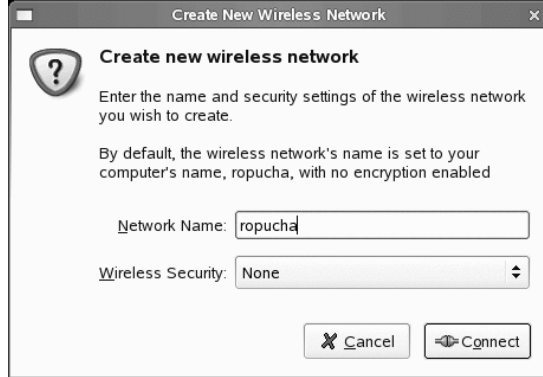 Create New Wireless Network
Create new wireless network
Enter the name and security settings of the wireless network
you wish to create.
By default, the wireless network's name is set to your
computer's name, ropucha, with no encryption enabled
Network Name: ropucha
Wireless Security: None
Cancel Connect